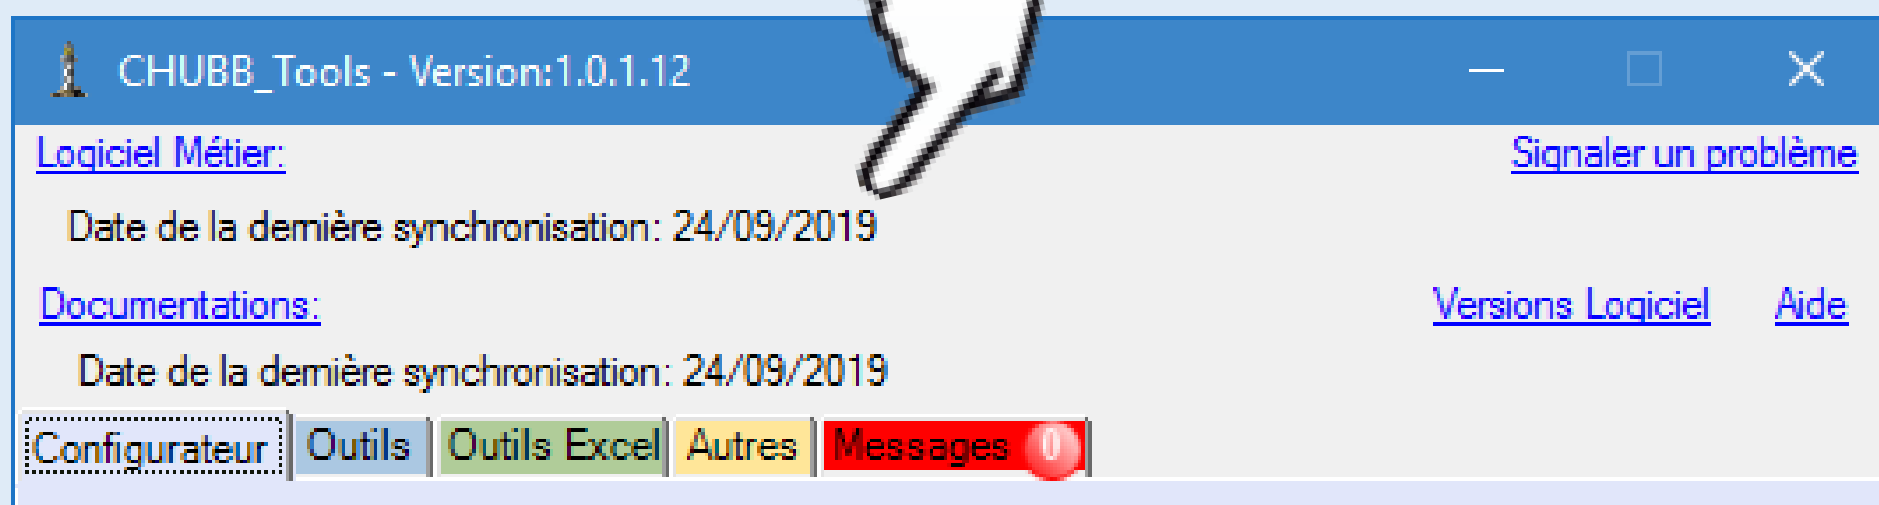 CHUBB_Tools - Version:1.0.1.12
Logiciel Métier:
Signaler un problème
Date de la dernière synchronisation: 24/09/2019
Documentations:
Versions Logiciel
Aide
Date de la dernière synchronisation: 24/09/2019
Configurateur Outils Outils Excel Autres Messages 0